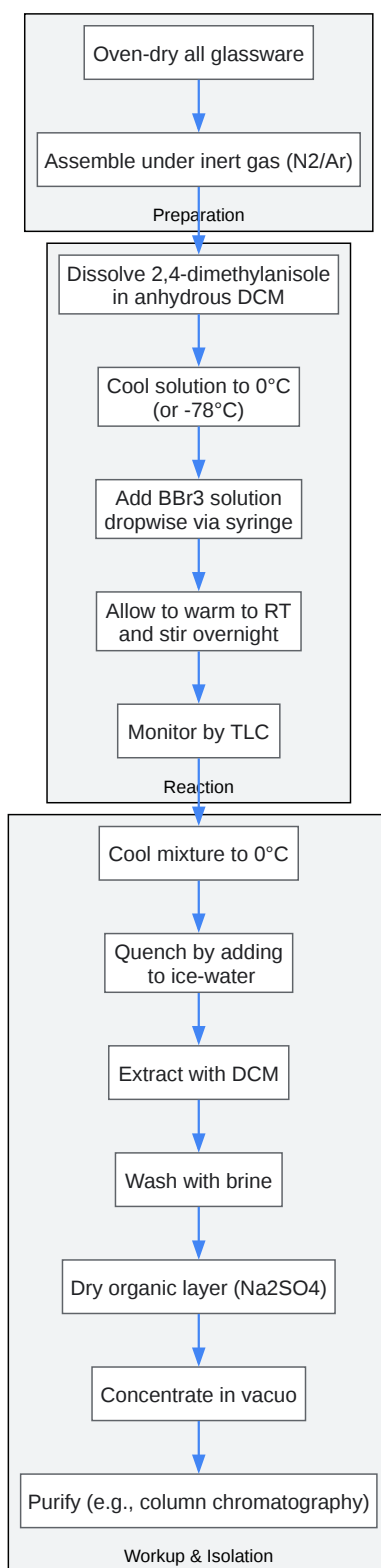 Oven-dry all glassware
Assemble under inert gas (N2/Ar)
Preparation
Dissolve 2,4-dimethylanisole
in anhydrous DCM
Cool solution to 0°C
(or -78°C)
Add BBr3 solution
dropwise via syringe
Allow to warm to RT
and stir overnight
Monitor by TLC
Reaction
Cool mixture to 0°C
Quench by adding
to ice-water
Extract with DCM
Wash with brine
Dry organic layer (Na2SO4)
Concentrate in vacuo
Purify (e.g., column chromatography)
Workup & Isolation